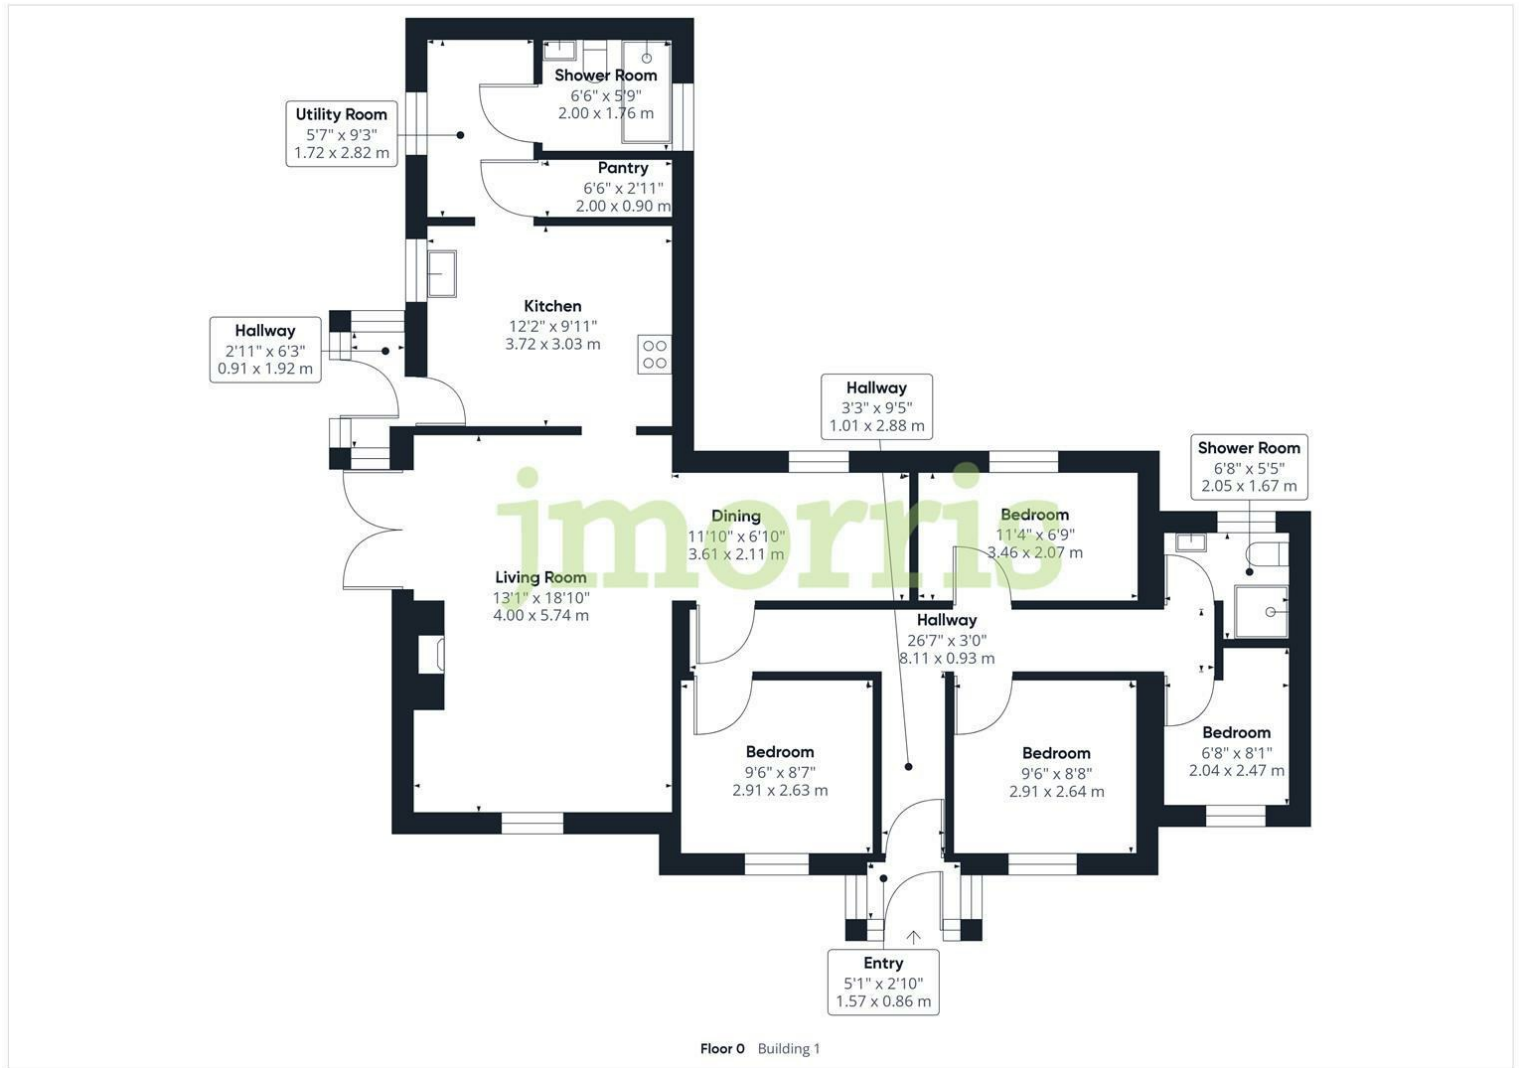 Shower Room
6'6" x 5'9"
2.00 x 1.76 m
Utility Room
5'7" x 9'3"
1.72 x 2.82 m
Pantry
6'6" x 2'11"
2.00 x 0.90 m
Kitchen
12'2" x 9'11"
3.72 x 3.03 m
Hallway
2'11" x 6'3"
0.91 x 1.92 m
Hallway
3'3" x 9'5"
1.01 x 2.88 m
Shower Room
6'8" x 5'5"
2.05 x 1.67 m
jmorris
Dining
11'10" x 6'10"
3.61 x 2.11 m
Bedroom
11'4" x 6'9"
3.46 x 2.07 m
Living Room
13'1" x 18'10"
4.00 x 5.74 m
Hallway
26'7" x 3'0"
8.11 x 0.93 m
Bedroom
9'6" x 8'7"
2.91 x 2.63 m
Bedroom
9'6" x 8'8"
2.91 x 2.64 m
Bedroom
6'8" x 8'1"
2.04 x 2.47 m
Entry
5'1" x 2'10"
1.57 x 0.86 m
Floor 0 Building 1